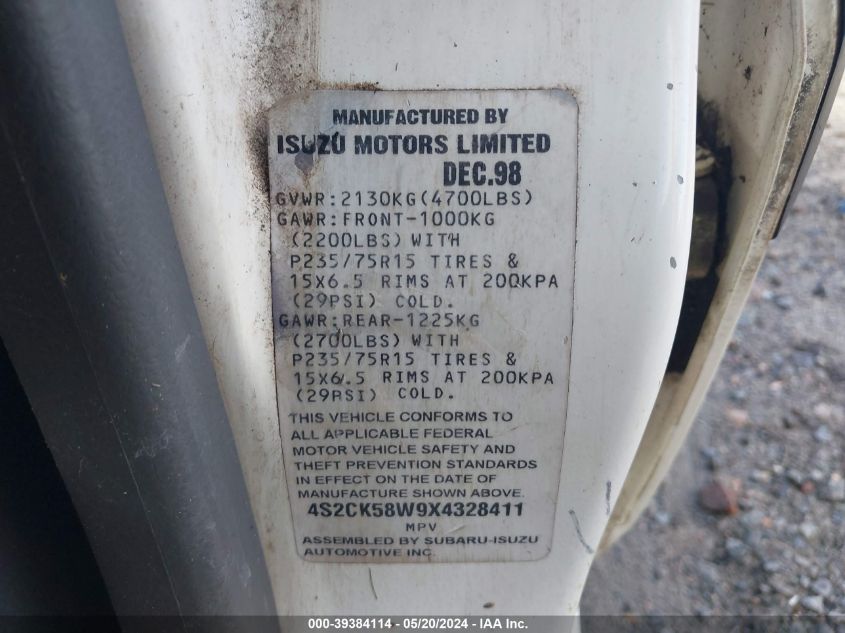 MANUFACTURED BY
ISUZU MOTORS LIMITED
DEC.98
GVWR:2130KG(4700LBS)
GAWR:FRONT-1000KG
(2200LBS) WITH
P235/75R15 TIRES &
15X6.5 RIMS AT 200KPA
(29PSI) COLD.
GAWR:REAR-1225KG
(2700LBS) WITH
P235/75R15 TIRES &
15X6.5 RIMS AT 200KPA
(29PSI) COLD.
THIS VEHICLE CONFORMS TO
ALL APPLICABLE FEDERAL
MOTOR VEHICLE SAFETY AND
THEFT PREVENTION STANDARDS
IN EFFECT ON THE DATE OF
MANUFACTURE SHOWN ABOVE.
4S2CK58W9X4328411
MPV
ASSEMBLED BY SUBARU-ISUZU
AUTOMOTIVE INC.
000-39384114 - 05/20/2024 - IAA Inc.